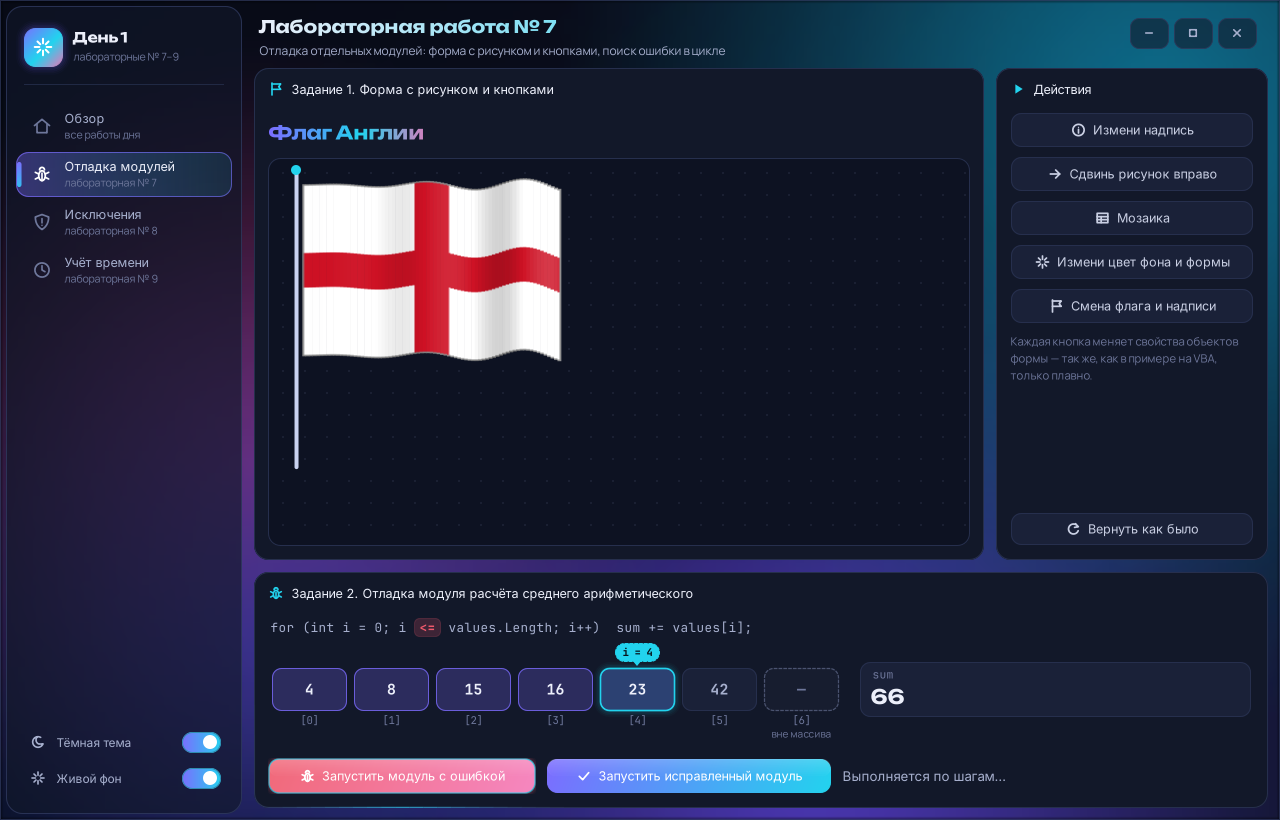 День 1
лабораторные № 7–9
Обзор
все работы дня
Отладка модулей
лабораторная № 7
Исключения
лабораторная № 8
Учёт времени
лабораторная № 9
Тёмная тема
Живой фон
Лабораторная работа № 7
Отладка отдельных модулей: форма с рисунком и кнопками, поиск ошибки в цикле
Задание 1. Форма с рисунком и кнопками
Флаг Англии
Действия
Измени надпись
Сдвинь рисунок вправо
Мозаика
Измени цвет фона и формы
Смена флага и надписи
Каждая кнопка меняет свойства объектов
формы — так же, как в примере на VBA,
только плавно.
Вернуть как было
Задание 2. Отладка модуля расчёта среднего арифметического
for (int i = 0; i <= values.Length; i++)  sum += values[i];
i = 4
4 8 15 16 23 42 —
[0] [1] [2] [3] [4] [5] [6]
вне массива
sum
66
Запустить модуль с ошибкой
Запустить исправленный модуль
Выполняется по шагам…